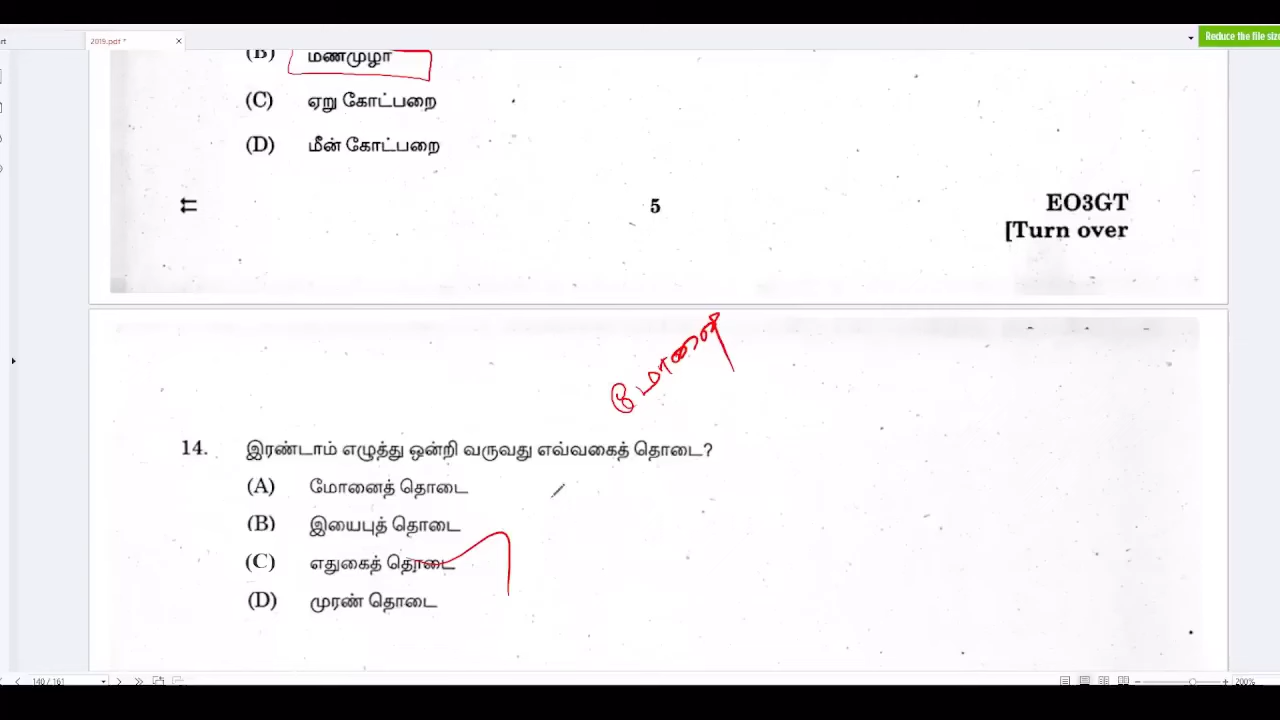 rt
2019.pdf *
Reduce the file size
(B) மணமுழா
(C) ஏறு கோட்பறை
(D) மீன் கோட்பறை
5
EO3GT
[Turn over
மோனை
14. இரண்டாம் எழுத்து ஒன்றி வருவது எவ்வகைத் தொடை?
(A) மோனைத் தொடை
(B) இயைபுத் தொடை
(C) எதுகைத் தொடை
(D) முரண் தொடை
140 / 161
200%